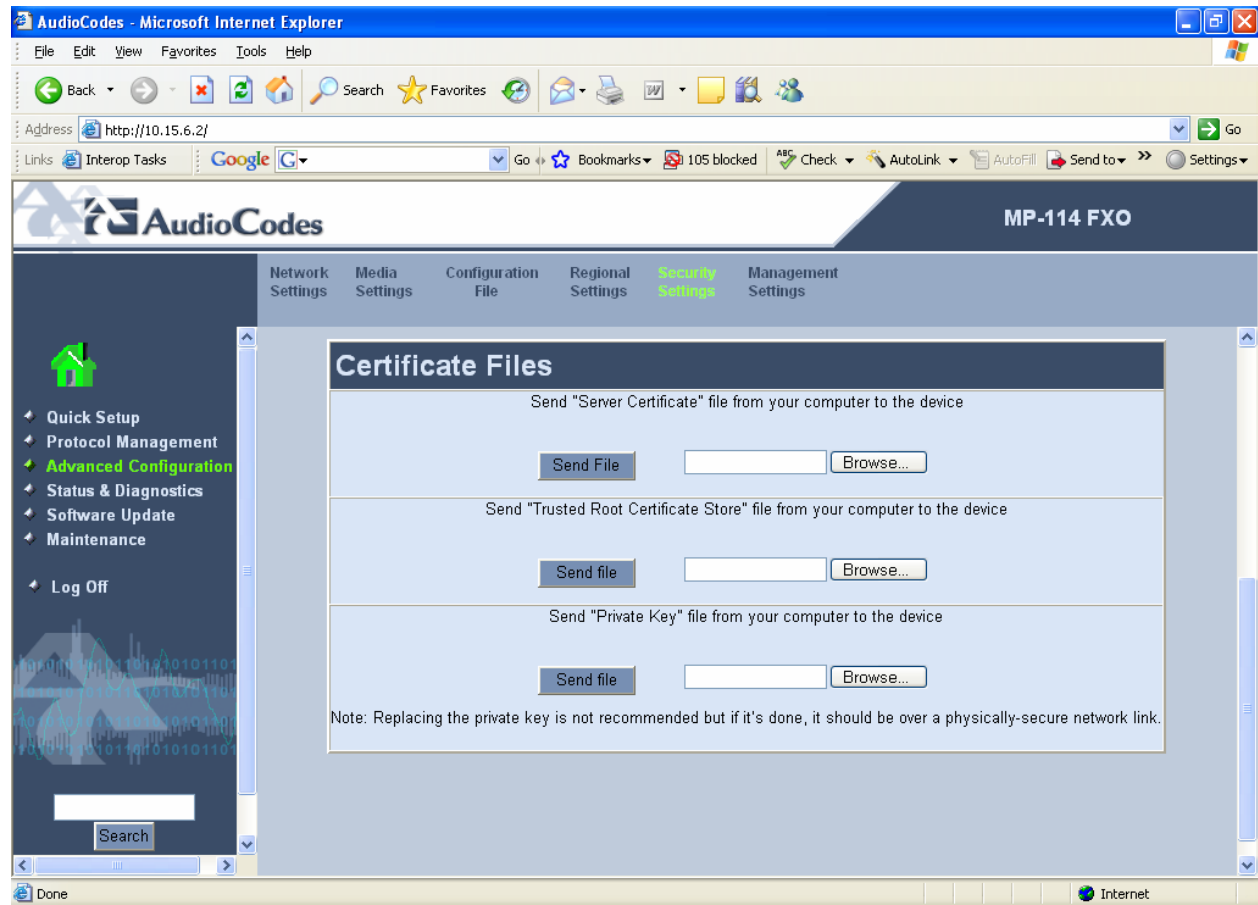 AudioCodes - Microsoft Internet Explorer
File Edit View Favorites Tools Help
Back Search Favorites W
Address http://10.15.6.2/ Go
Links Interop Tasks Google G Go Bookmarks 105 blocked ABC Check AutoLink AutoFill Send to » Settings
AudioCodes MP-114 FXO
Network Settings
Media Settings
Configuration File
Regional Settings
Security Settings
Management Settings
Quick Setup
Protocol Management
Advanced Configuration
Status & Diagnostics
Software Update
Maintenance
Log Off
Search
Certificate Files
Send "Server Certificate" file from your computer to the device
Send File Browse...
Send "Trusted Root Certificate Store" file from your computer to the device
Send file Browse...
Send "Private Key" file from your computer to the device
Send file Browse...
Note: Replacing the private key is not recommended but if it's done, it should be over a physically-secure network link.
Done Internet